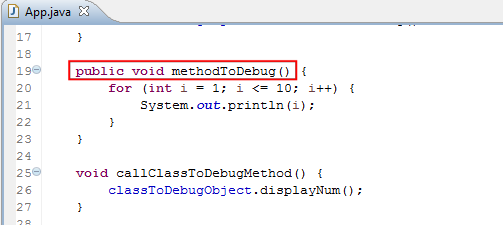 App.java
17 }
18
19 public void methodToDebug() {
20 for (int i = 1; i <= 10; i++) {
21 System.out.println(i);
22 }
23 }
24
25 void callClassToDebugMethod() {
26 classToDebugObject.displayNum();
27 }
28